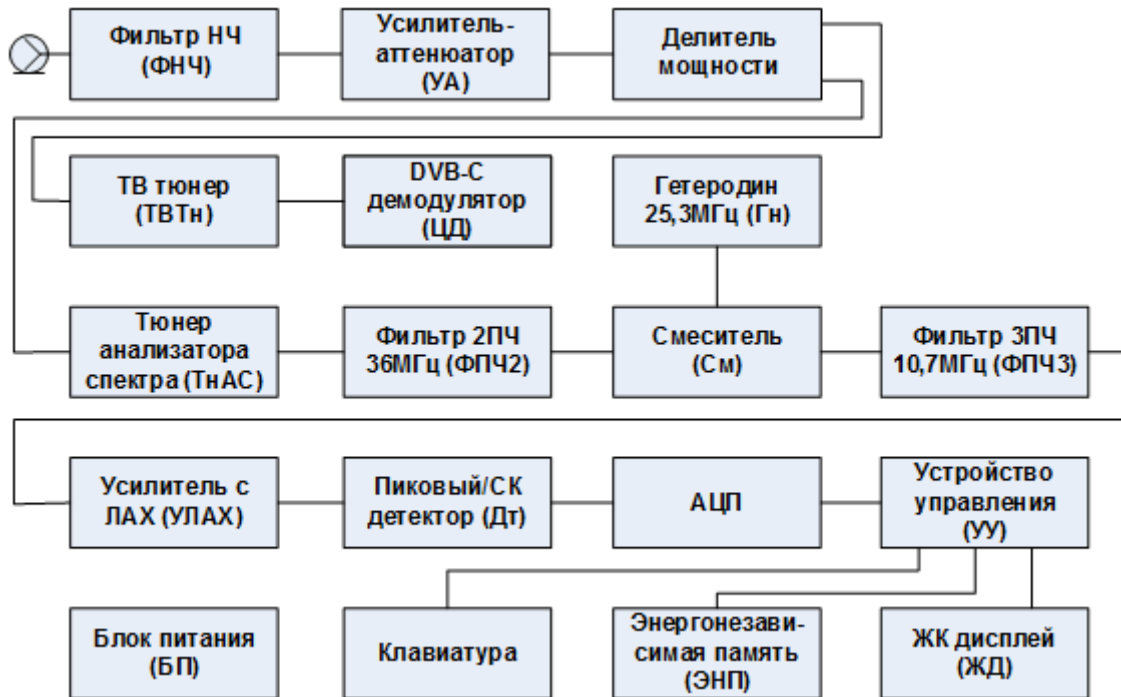 Фильтр НЧ
(ФНЧ)
Усилитель-
аттенюатор
(УА)
Делитель
мощности
ТВ тюнер
(ТВТн)
DVB-C
демодулятор
(ЦД)
Гетеродин
25,3МГц (Гн)
Тюнер
анализатора
спектра (ТнАС)
Фильтр 2ПЧ
36МГц (ФПЧ2)
Смеситель
(См)
Фильтр 3ПЧ
10,7МГц (ФПЧ3)
Усилитель с
ЛАХ (УЛАХ)
Пиковый/СК
детектор (Дт)
АЦП
Устройство
управления
(УУ)
Блок питания
(БП)
Клавиатура
Энергонезави-
симая память
(ЭНП)
ЖК дисплей
(ЖД)